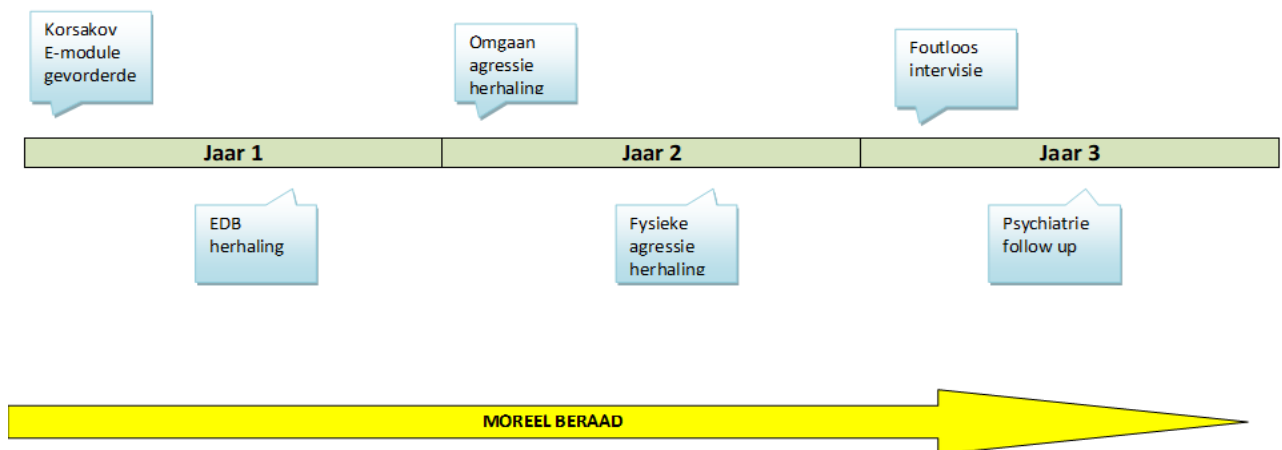 Korsakov
E-module
gevorderde
Omgaan
agressie
herhaling
Foutloos
intervisie
Jaar 1
Jaar 2
Jaar 3
EDB
herhaling
Fysieke
agressie
herhaling
Psychiatrie
follow up
MOREEL BERAAD